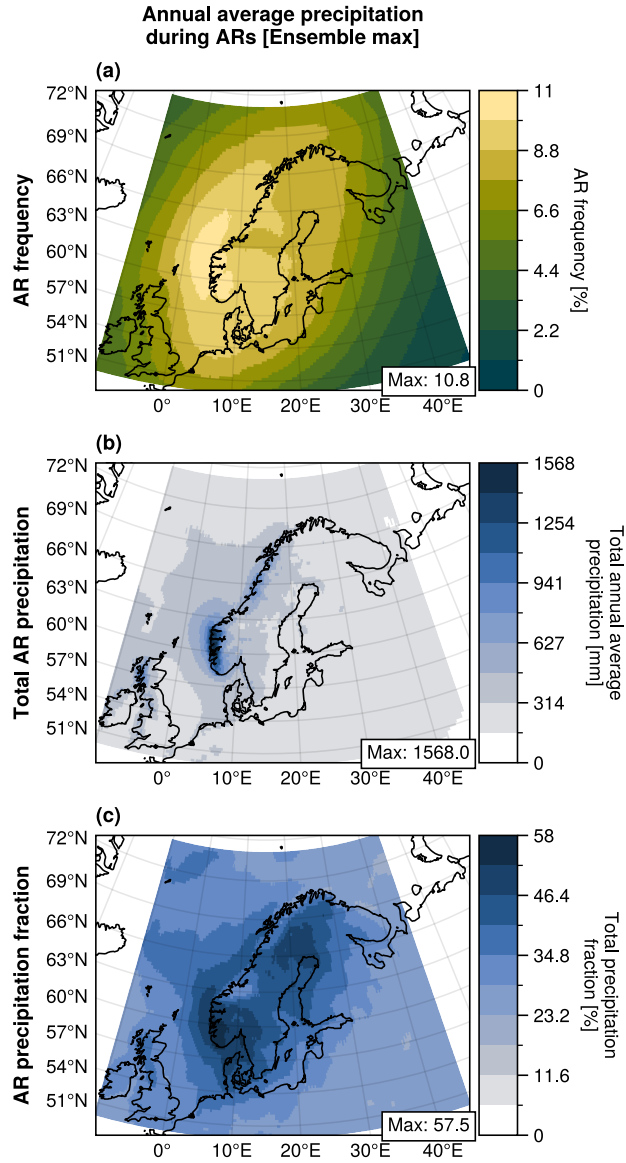 Annual average precipitation
during ARs [Ensemble max]
(a)
AR frequency
72°N
69°N
66°N
63°N
60°N
57°N
54°N
51°N
0°
10°E
20°E
30°E
40°E
Max: 10.8
11
8.8
6.6
4.4
2.2
0
AR frequency [%]
(b)
Total AR precipitation
72°N
69°N
66°N
63°N
60°N
57°N
54°N
51°N
0°
10°E
20°E
30°E
40°E
Max: 1568.0
1568
1254
941
627
314
0
Total annual average
precipitation [mm]
(c)
AR precipitation fraction
72°N
69°N
66°N
63°N
60°N
57°N
54°N
51°N
0°
10°E
20°E
30°E
40°E
Max: 57.5
58
46.4
34.8
23.2
11.6
0
Total precipitation
fraction [%]